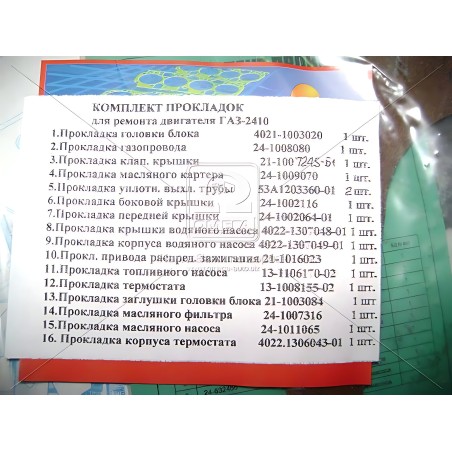 КОМПЛЕКТ ПРОКЛАДОК
для ремонта двигателя ГАЗ-2410
1.Прокладка головки блока 4021-1003020 1 шт.
2.Прокладка газопровода 24-1008080 1 шт.
3.Прокладка клап. крышки 21-1007245-Б1 1 шт.
4.Прокладка масляного картера 24-1009070 1 шт.
5.Прокладка уплотн. выхл. трубы 53А1203360-01 2 шт.
6.Прокладка боковой крышки 24-1002116 1 шт.
7.Прокладка передней крышки 24-1002064-01 1 шт.
8.Прокладка крышки водяного насоса 4022-1307048-01 1 шт.
9.Прокладка корпуса водяного насоса 4022-1307049-01 1 шт.
10.Прокл. привода распред. зажигания 21-1016023 1 шт.
11.Прокладка топливного насоса 13-1106170-02 1 шт.
12.Прокладка термостата 13-1008155-02 1 шт.
13.Прокладка заглушки головки блока 21-1003084 1 шт.
14.Прокладка масляного фильтра 24-1007316 1 шт.
15.Прокладка масляного насоса 24-1011065 1 шт.
16. Прокладка корпуса термостата 4022.1306043-01 1 шт.